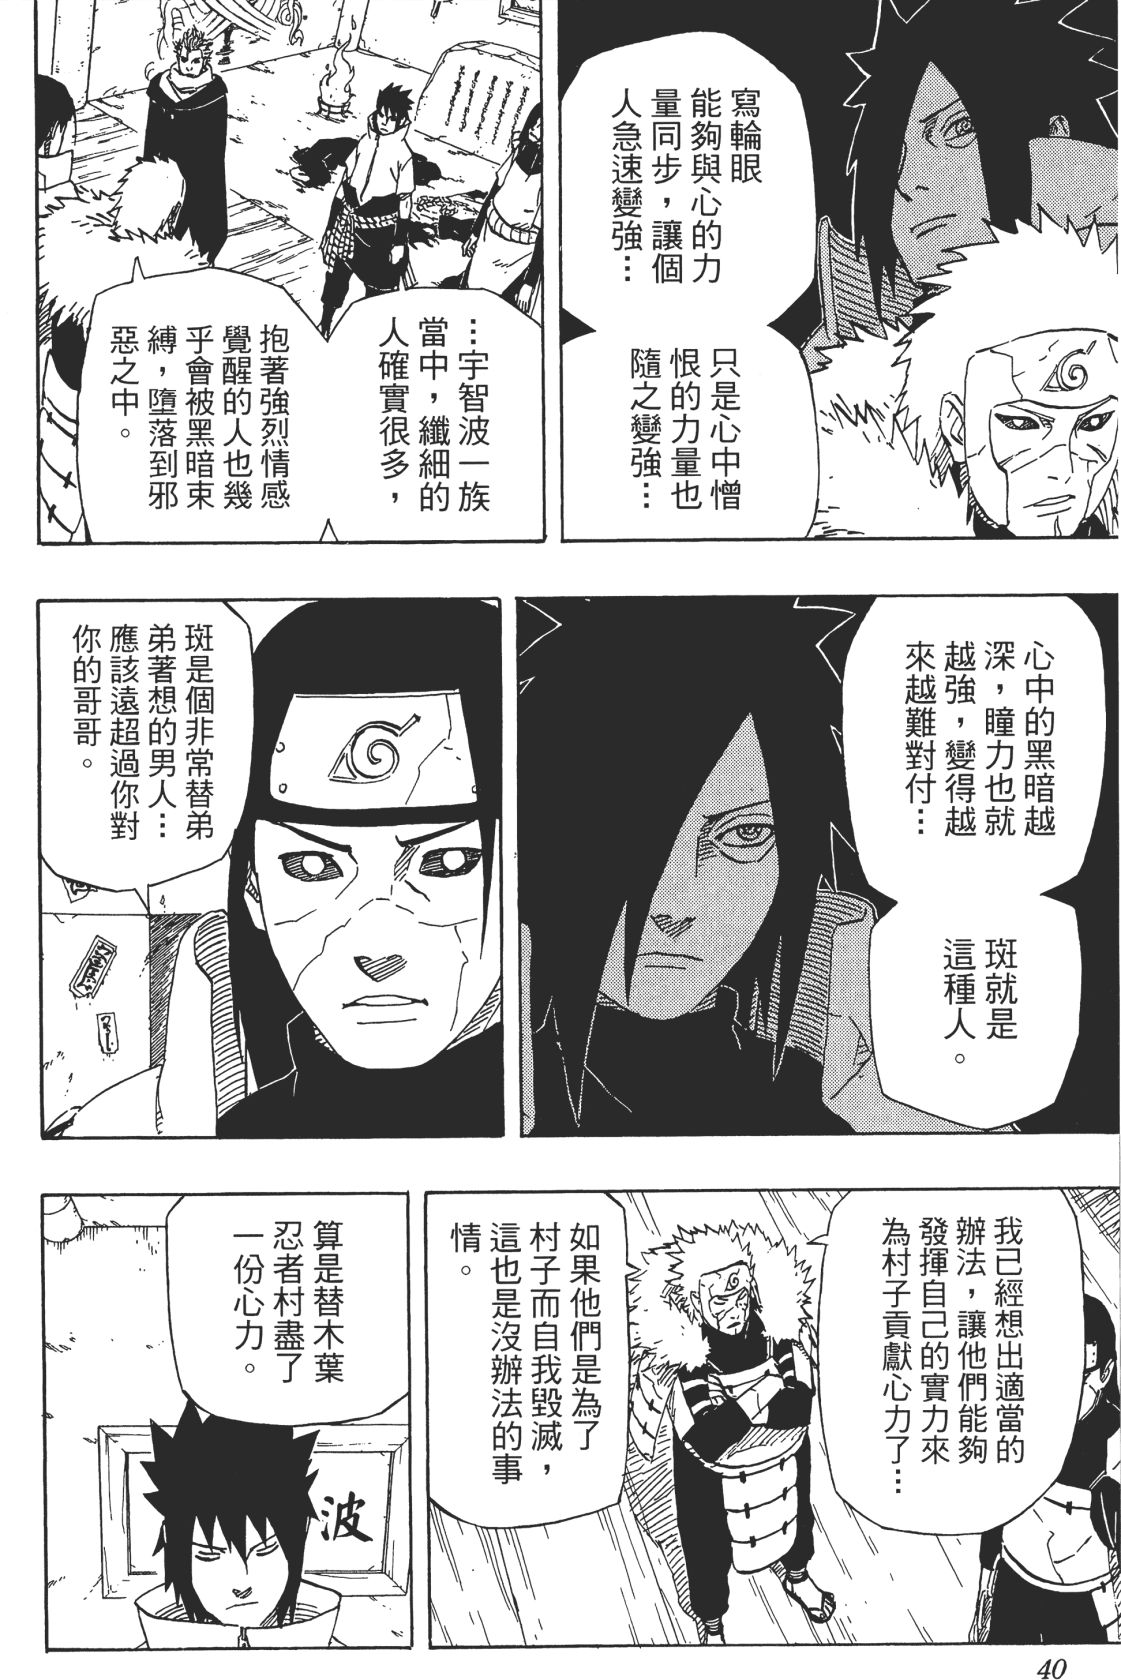 寫輪眼
能夠與心的力
量同步，讓個
人急速變強…
只是心中憎
恨的力量也
隨之變強…
…宇智波一族
當中，纖細的
人確實很多，
抱著強烈情感
覺醒的人也幾
乎會被黑暗束
縛，墮落到邪
惡之中。
心中的黑暗越
深，瞳力也就
越強，變得越
來越難對付…
斑就是
這種人。
斑是個非常替弟
弟著想的男人…
應該遠超過你對
你的哥哥。
我已經想出適當的
辦法，讓他們能夠
發揮自己的實力來
為村子貢獻心力了…
如果他們是為了
村子而自我毀滅，
這也是沒辦法的事
情。
算是替木葉
忍者村盡了
一份心力。
波
40